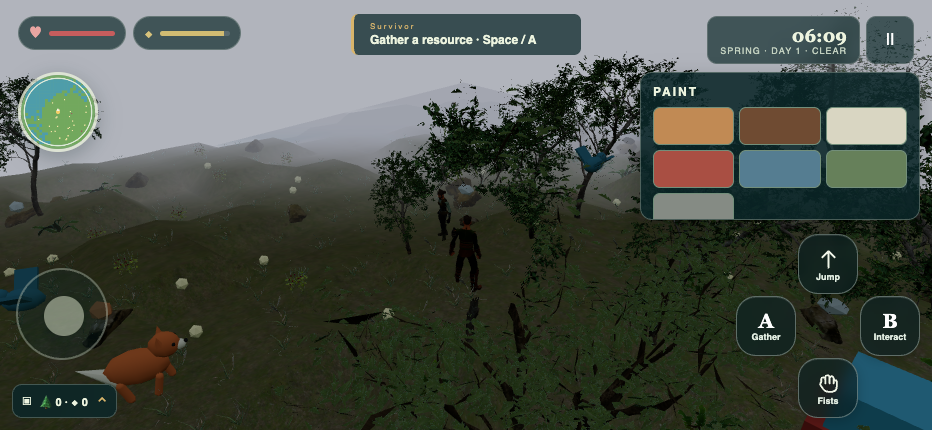 Survivor
Gather a resource · Space / A
06:09
SPRING · DAY 1 · CLEAR
PAINT
Jump
A
Gather
B
Interact
Fists
0 · ◆ 0